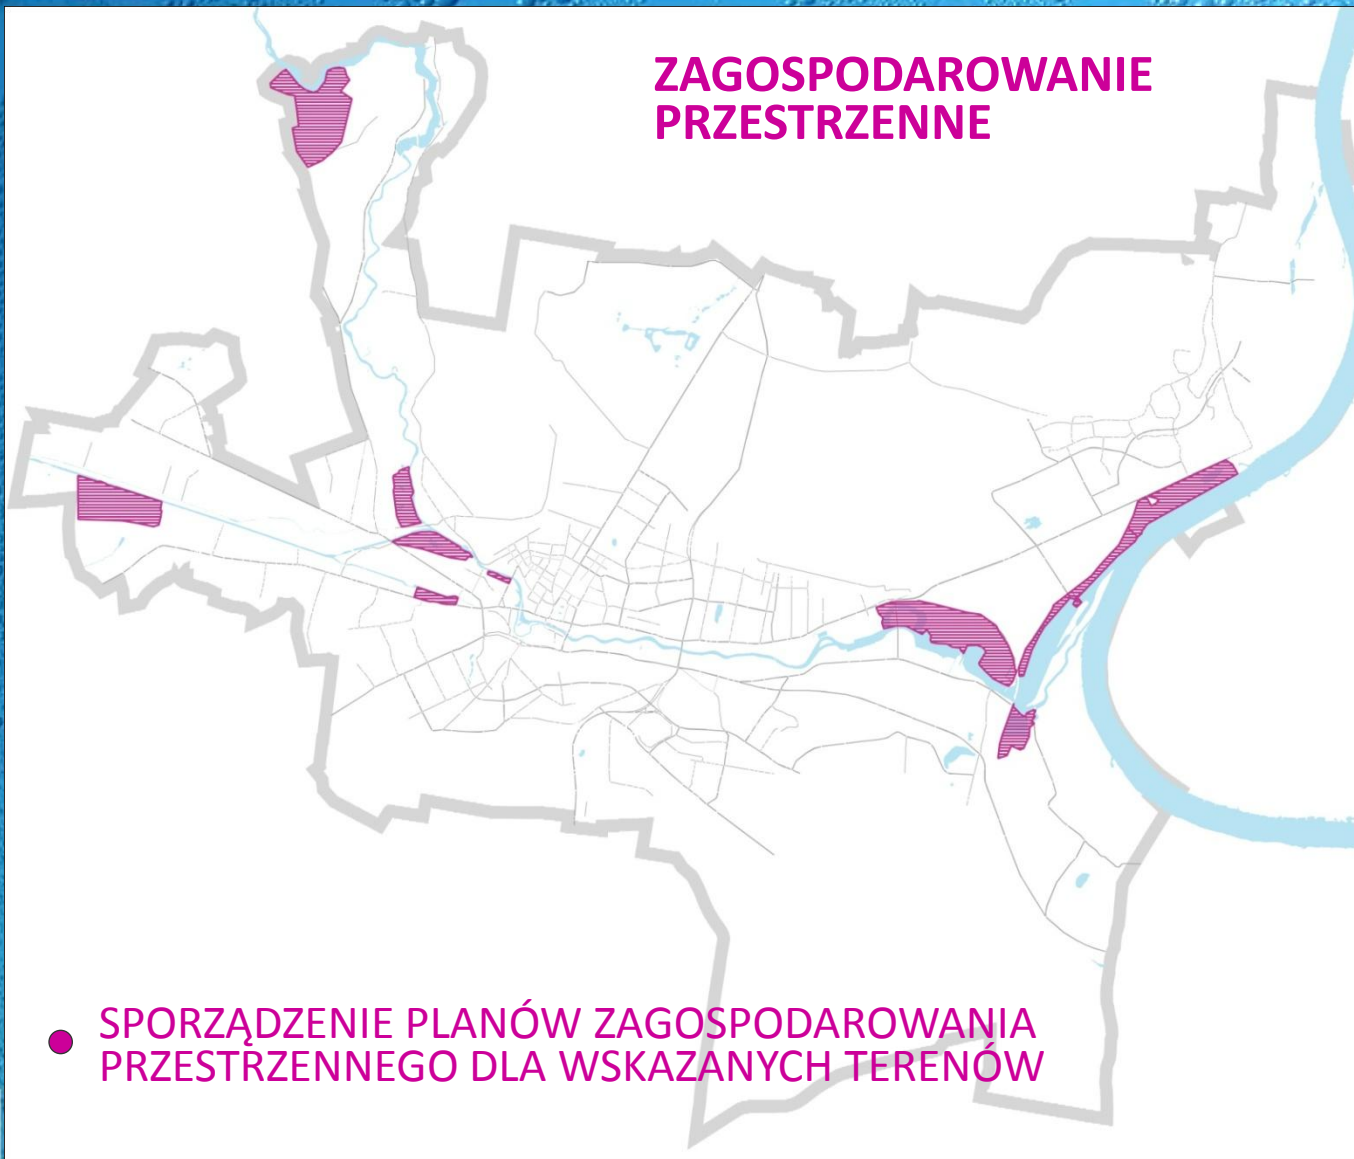 ZAGOSPODAROWANIE
PRZESTRZENNE
SPORZĄDZENIE PLANÓW ZAGOSPODAROWANIA
PRZESTRZENNEGO DLA WSKAZANYCH TERENÓW